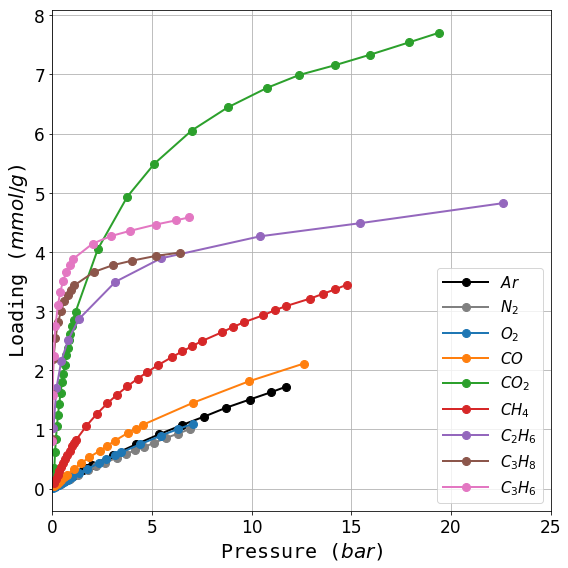 8
7
6
5
4
3
2
1
0
Loading (mmol/g)
0 5 10 15 20 25
Pressure (bar)
Ar
N₂
O₂
CO
CO₂
CH₄
C₂H₆
C₃H₈
C₃H₆